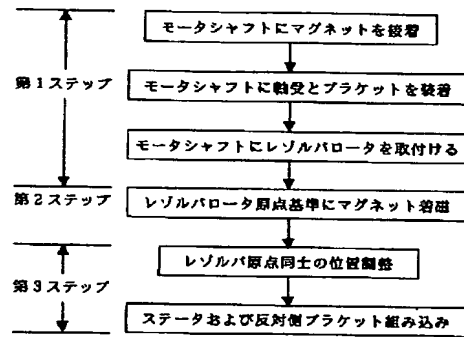 モータシャフトにマグネットを接着
第1ステップ
モータシャフトに軸受とブラケットを装着
モータシャフトにレゾルバロータを取付ける
第2ステップ
レゾルバロータ原点基準にマグネット着磁
レゾルバ原点同士の位置調整
第3ステップ
ステータおよび反対側ブラケット組み込み